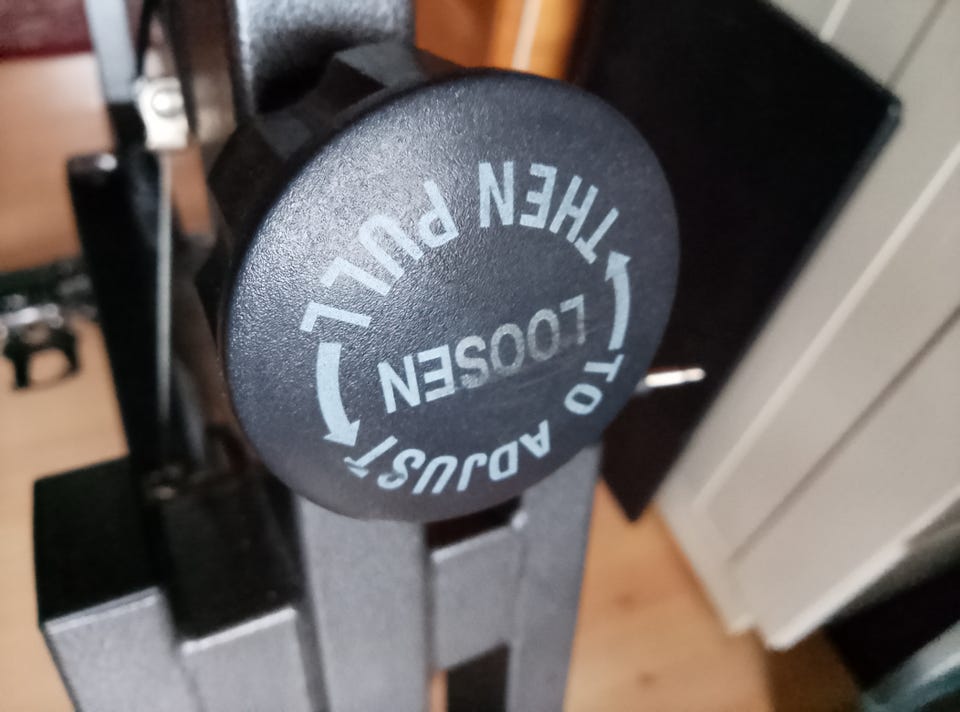 TO ADJUST
LOOSEN
THEN PULL